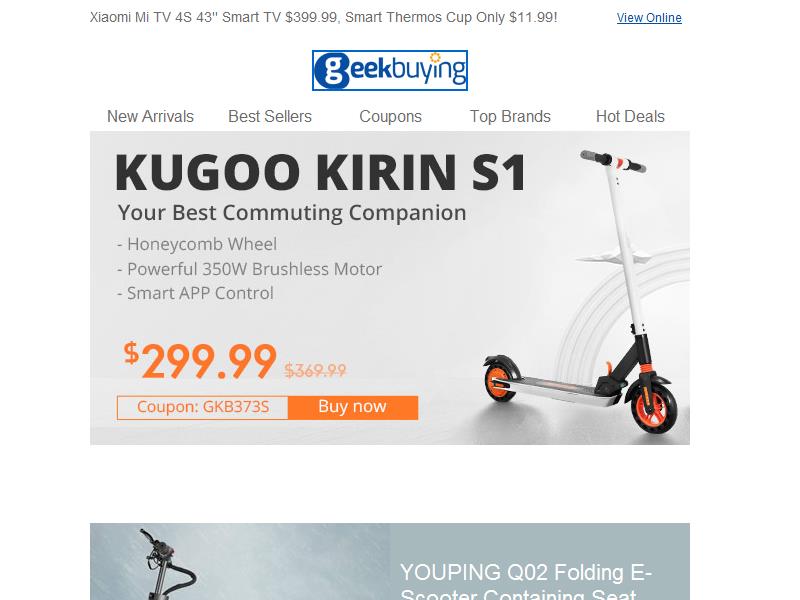 Xiaomi Mi TV 4S 43'' Smart TV $399.99, Smart Thermos Cup Only $11.99!
View Online
geekbuying
New Arrivals Best Sellers Coupons Top Brands Hot Deals
KUGOO KIRIN S1
Your Best Commuting Companion
- Honeycomb Wheel
- Powerful 350W Brushless Motor
- Smart APP Control
$299.99 $369.99
Coupon: GKB373S Buy now
YOUPING Q02 Folding E-
Scooter Containing Seat